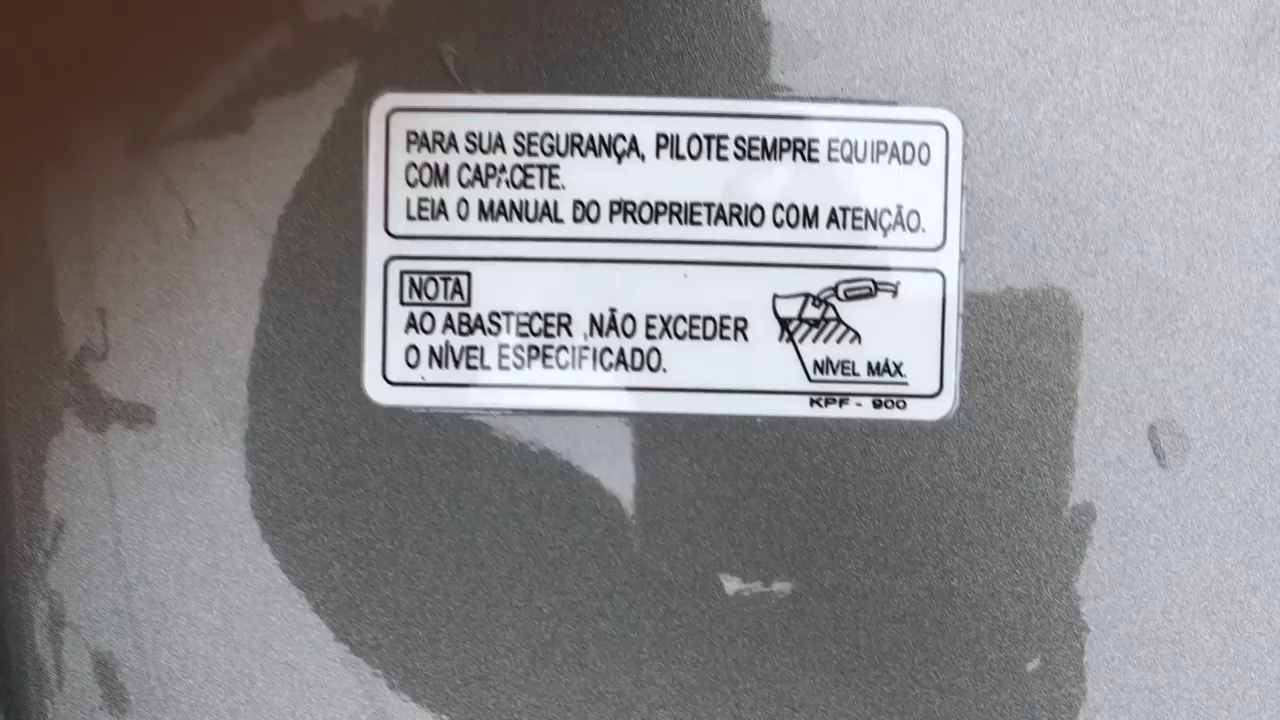 PARA SUA SEGURANÇA, PILOTE SEMPRE EQUIPADO
COM CAPACETE.
LEIA O MANUAL DO PROPRIETARIO COM ATENÇÃO.
NOTA
AO ABASTECER ,NÃO EXCEDER
O NÍVEL ESPECIFICADO.
NÍVEL MÁX.
KPF - 900